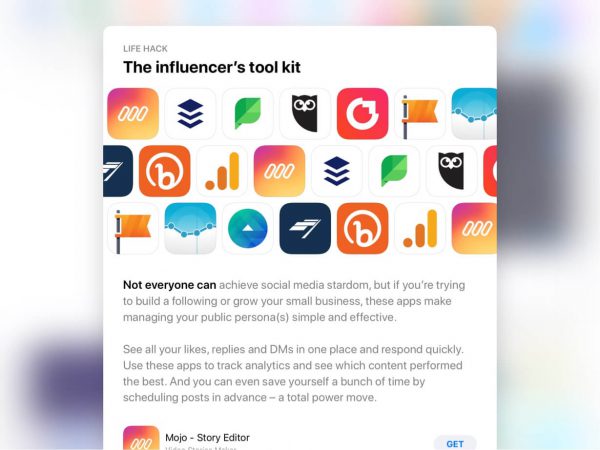 LIFE HACK
The influencer’s tool kit
Not everyone can achieve social media stardom, but if you’re trying
to build a following or grow your small business, these apps make
managing your public persona(s) simple and effective.
See all your likes, replies and DMs in one place and respond quickly.
Use these apps to track analytics and see which content performed
the best. And you can even save yourself a bunch of time by
scheduling posts in advance – a total power move.
Mojo - Story Editor
Video Stories Maker
GET